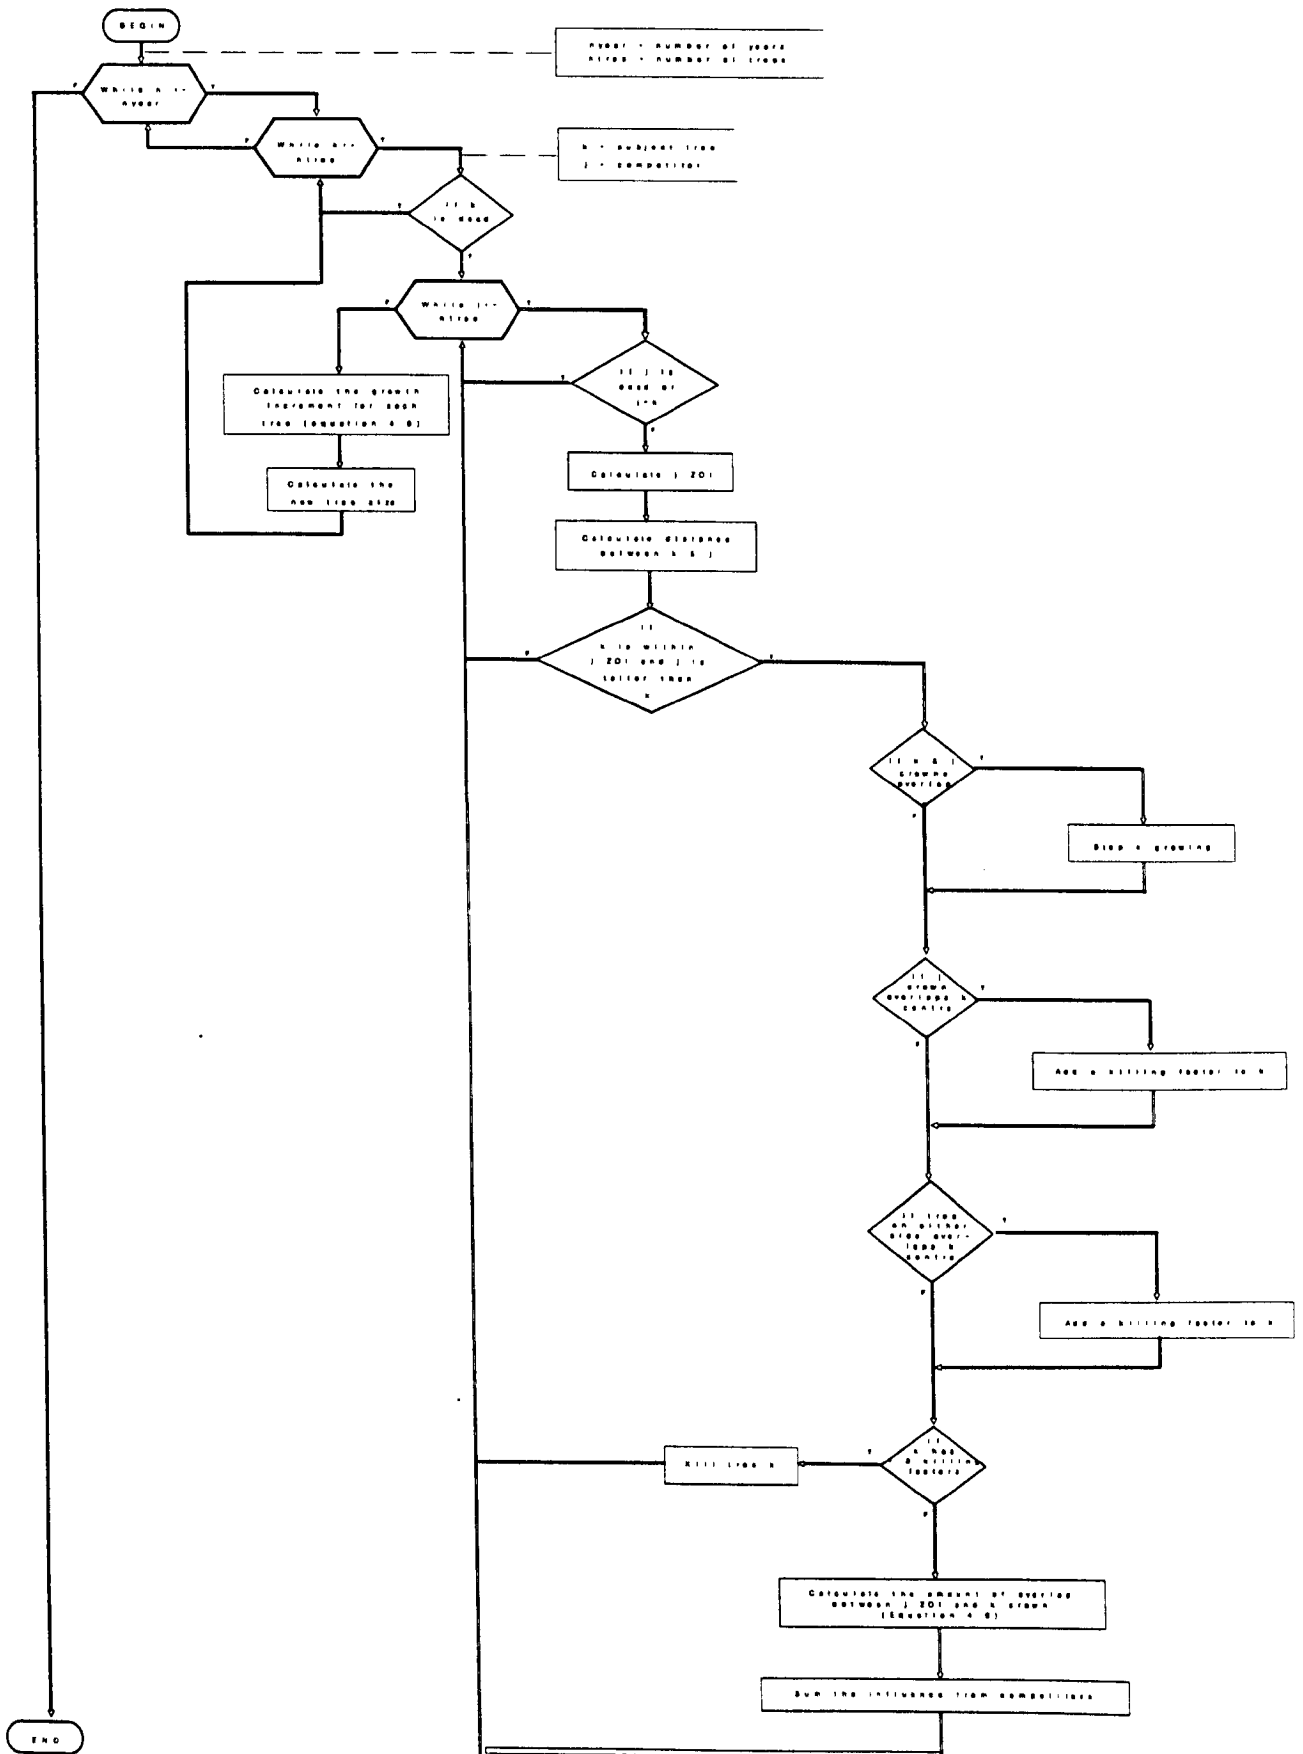 BEGIN
nyear - number of years
ntree - number of trees
While n <=
nyear
T
F
While k <=
ntree
T
F
k - subject tree
j - competitor
If k
is dead
T
While j <=
ntree
F
T
If j is
dead or
j=k
T
F
Calculate the growth
increment for each
tree (equation 4 )
Calculate j ZOI
Calculate the
new tree size
Calculate distance
between k & j
If
k is within
j ZOI and j is
taller than
k
F
T
If k & j
crowns
overlap
T
F
Stop k growing
If j
crown
overlaps k
centre
T
F
Add a killing factor to k
If tree
on either
side over-
laps k
centre
T
F
Add a killing factor to k
If
k has
killing
factors
T
F
Kill tree k
Calculate the amount of overlap
between j ZOI and k crown
(Equation 4 )
Sum the influence from competitors
END